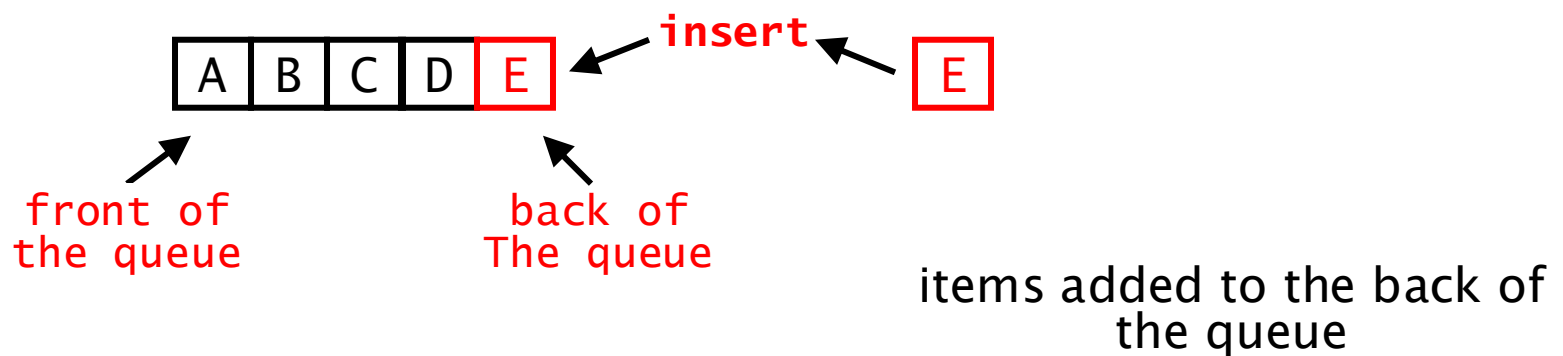 insert
A B C D E
E
front of
the queue
back of
The queue
items added to the back of
the queue